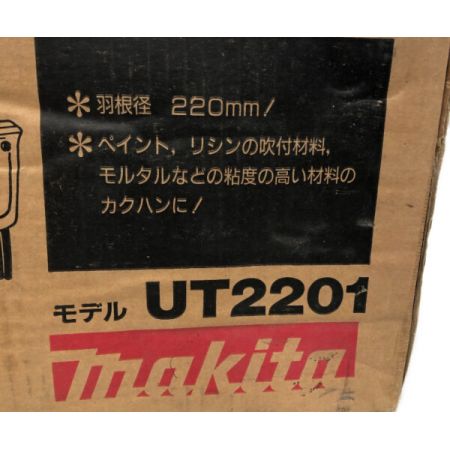 ＊羽根径 220mm!
＊ペイント，リシンの吹付材料，
モルタルなどの粘度の高い材料の
カクハンに!
モデル UT2201
makita